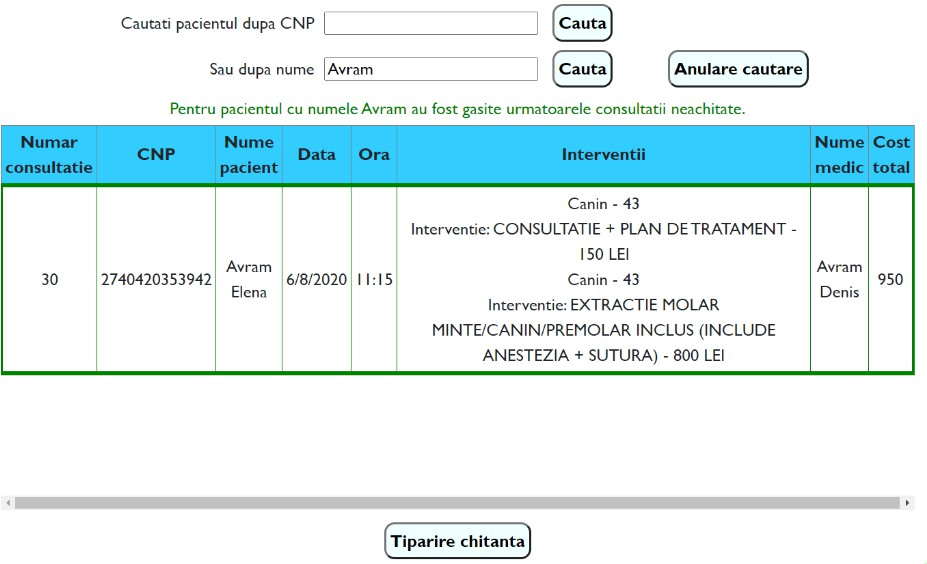 Cautati pacientul dupa CNP Cauta
Sau dupa nume Avram Cauta Anulare cautare
Pentru pacientul cu numele Avram au fost gasite urmatoarele consultatii neachitate.
Numar consultatie CNP Nume pacient Data Ora Interventii Nume medic Cost total
30 2740420353942 Avram Elena 6/8/2020 11:15
Canin - 43
Interventie: CONSULTATIE + PLAN DE TRATAMENT -
150 LEI
Canin - 43
Interventie: EXTRACTIE MOLAR
MINTE/CANIN/PREMOLAR INCLUS (INCLUDE
ANESTEZIA + SUTURA) - 800 LEI
Avram Denis 950
Tiparire chitanta